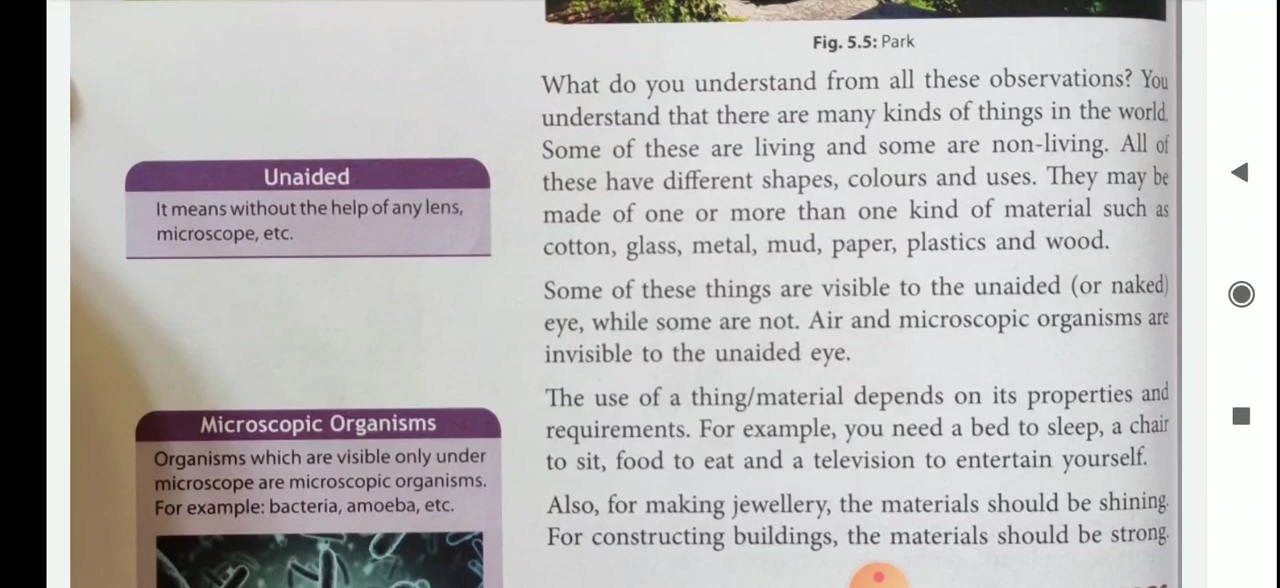 Fig. 5.5: Park
What do you understand from all these observations? You
understand that there are many kinds of things in the world.
Some of these are living and some are non-living. All of
these have different shapes, colours and uses. They may be
made of one or more than one kind of material such as
cotton, glass, metal, mud, paper, plastics and wood.
Some of these things are visible to the unaided (or naked)
eye, while some are not. Air and microscopic organisms are
invisible to the unaided eye.
The use of a thing/material depends on its properties and
requirements. For example, you need a bed to sleep, a chair
to sit, food to eat and a television to entertain yourself.
Also, for making jewellery, the materials should be shining.
For constructing buildings, the materials should be strong.
Unaided
It means without the help of any lens,
microscope, etc.
Microscopic Organisms
Organisms which are visible only under
microscope are microscopic organisms.
For example: bacteria, amoeba, etc.